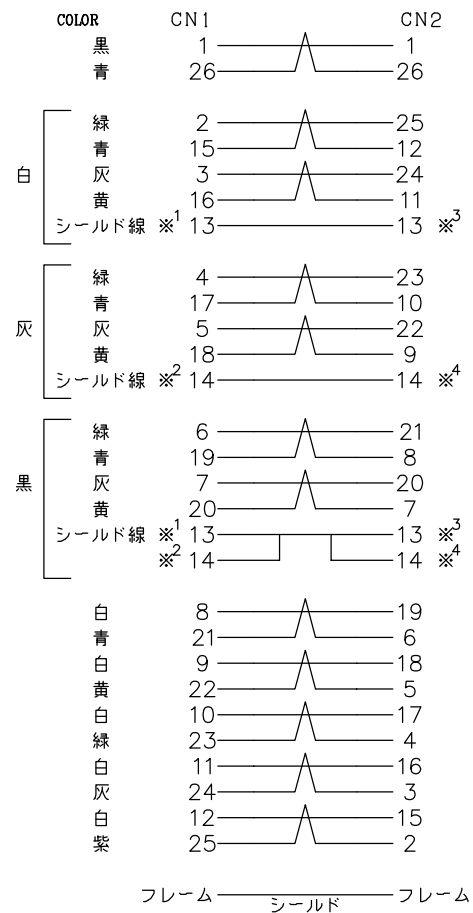 COLOR CN1 CN2
黒 1 1
青 26 26
緑 2 25
青 15 12
白 灰 3 24
黄 16 11
シールド線 ※1 13 13 ※3
緑 4 23
青 17 10
灰 灰 5 22
黄 18 9
シールド線 ※2 14 14 ※4
緑 6 21
青 19 8
黒 灰 7 20
黄 20 7
シールド線 ※1 13 13 ※3
※2 14 14 ※4
白 8 19
青 21 6
白 9 18
黄 22 5
白 10 17
緑 23 4
白 11 16
灰 24 3
白 12 15
紫 25 2
フレーム シールド フレーム